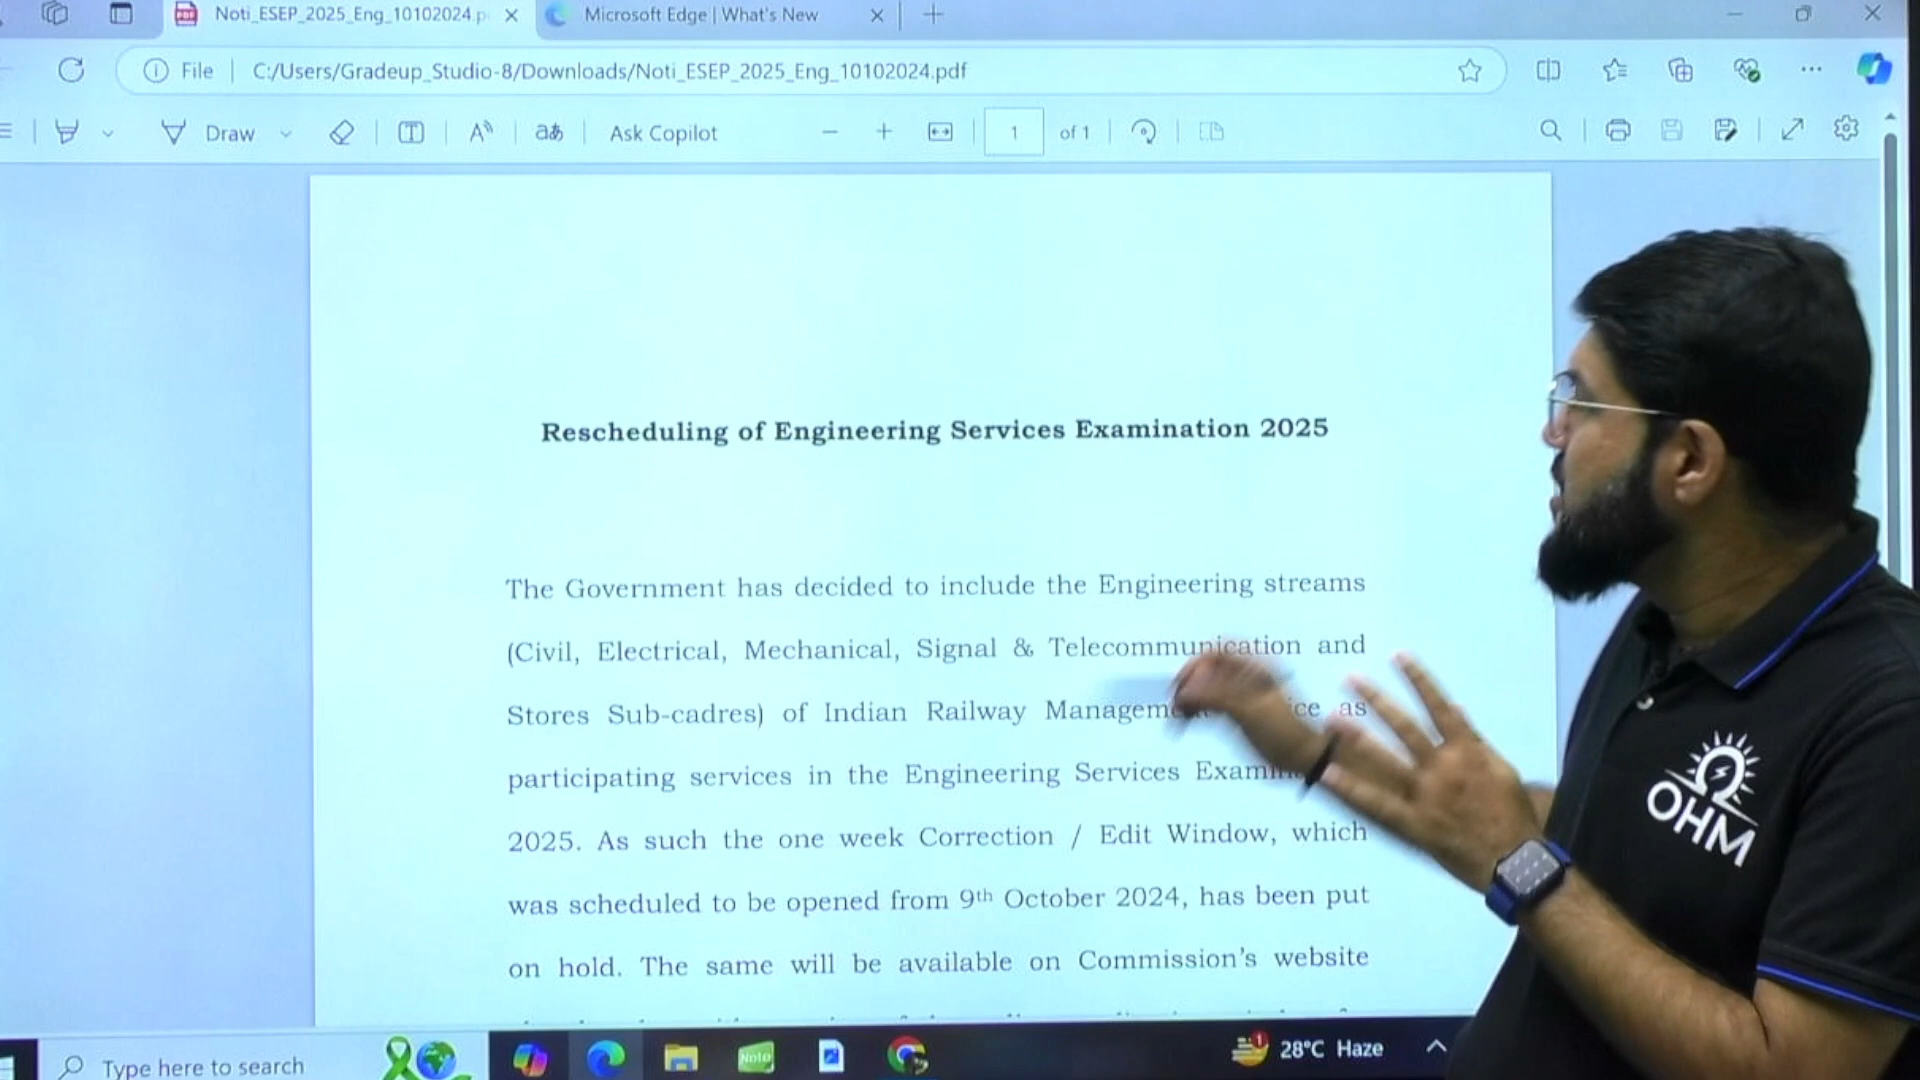 Noti_ESEP_2025_Eng_10102024.p
Microsoft Edge | What's New
File
C:/Users/Gradeup_Studio-8/Downloads/Noti_ESEP_2025_Eng_10102024.pdf
Draw
Ask Copilot
1 of 1
Rescheduling of Engineering Services Examination 2025
The Government has decided to include the Engineering streams
(Civil, Electrical, Mechanical, Signal & Telecommunication and
Stores Sub-cadres) of Indian Railway Managem ice as
participating services in the Engineering Services Examin
2025. As such the one week Correction / Edit Window, which
was scheduled to be opened from 9th October 2024, has been put
on hold. The same will be available on Commission's website
OHM
Type here to search
Note
28°C Haze